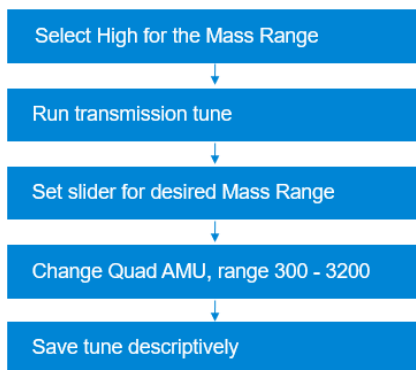 Select High for the Mass Range
Run transmission tune
Set slider for desired Mass Range
Change Quad AMU, range 300 - 3200
Save tune descriptively